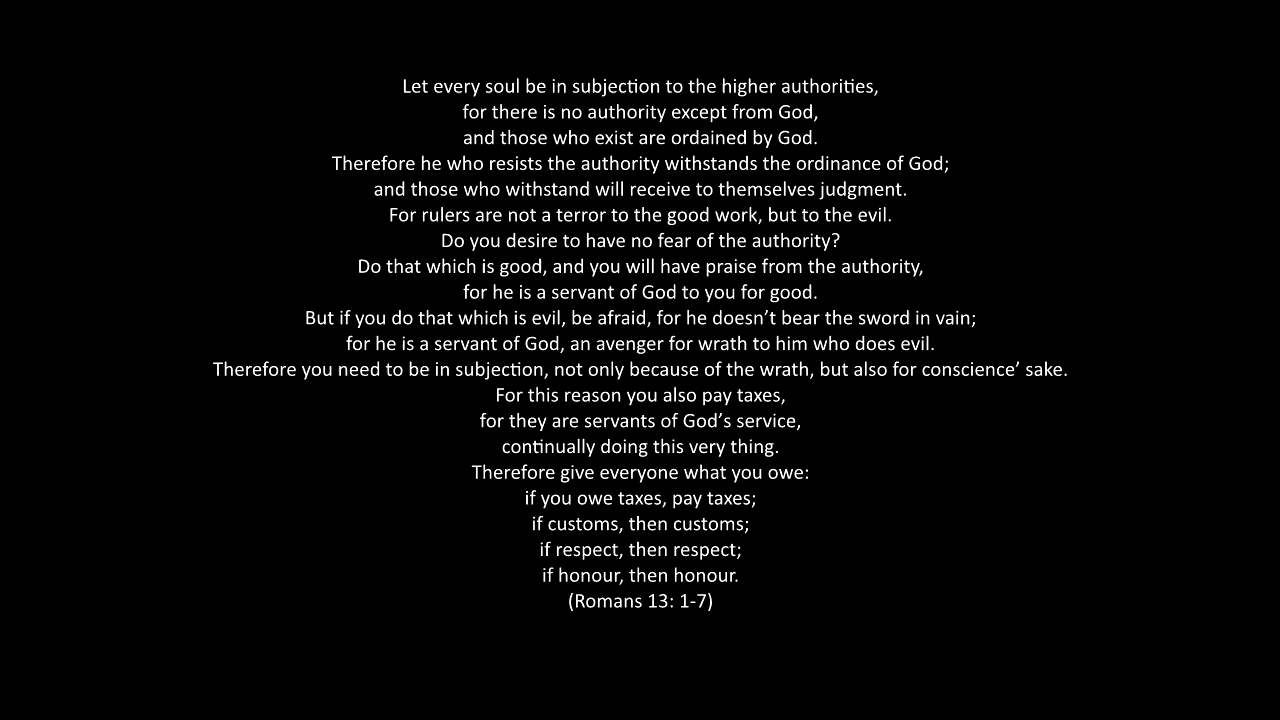 Let every soul be in subjection to the higher authorities,
for there is no authority except from God,
and those who exist are ordained by God.
Therefore he who resists the authority withstands the ordinance of God;
and those who withstand will receive to themselves judgment.
For rulers are not a terror to the good work, but to the evil.
Do you desire to have no fear of the authority?
Do that which is good, and you will have praise from the authority,
for he is a servant of God to you for good.
But if you do that which is evil, be afraid, for he doesn’t bear the sword in vain;
for he is a servant of God, an avenger for wrath to him who does evil.
Therefore you need to be in subjection, not only because of the wrath, but also for conscience’ sake.
For this reason you also pay taxes,
for they are servants of God’s service,
continually doing this very thing.
Therefore give everyone what you owe:
if you owe taxes, pay taxes;
if customs, then customs;
if respect, then respect;
if honour, then honour.
(Romans 13: 1-7)